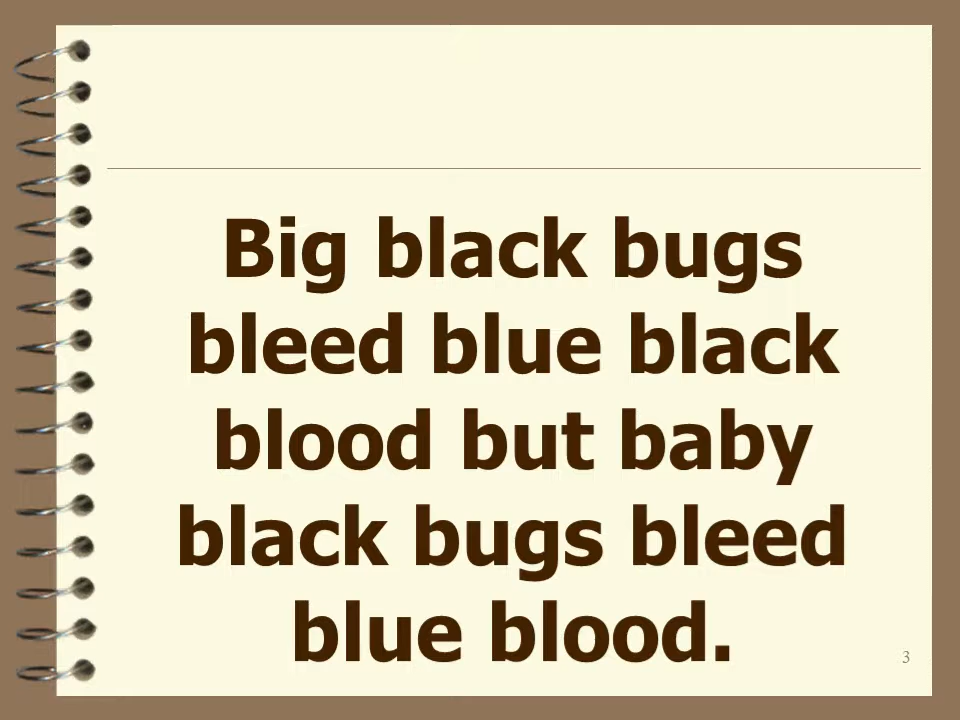 Big black bugs
bleed blue black
blood but baby
black bugs bleed
blue blood.
3